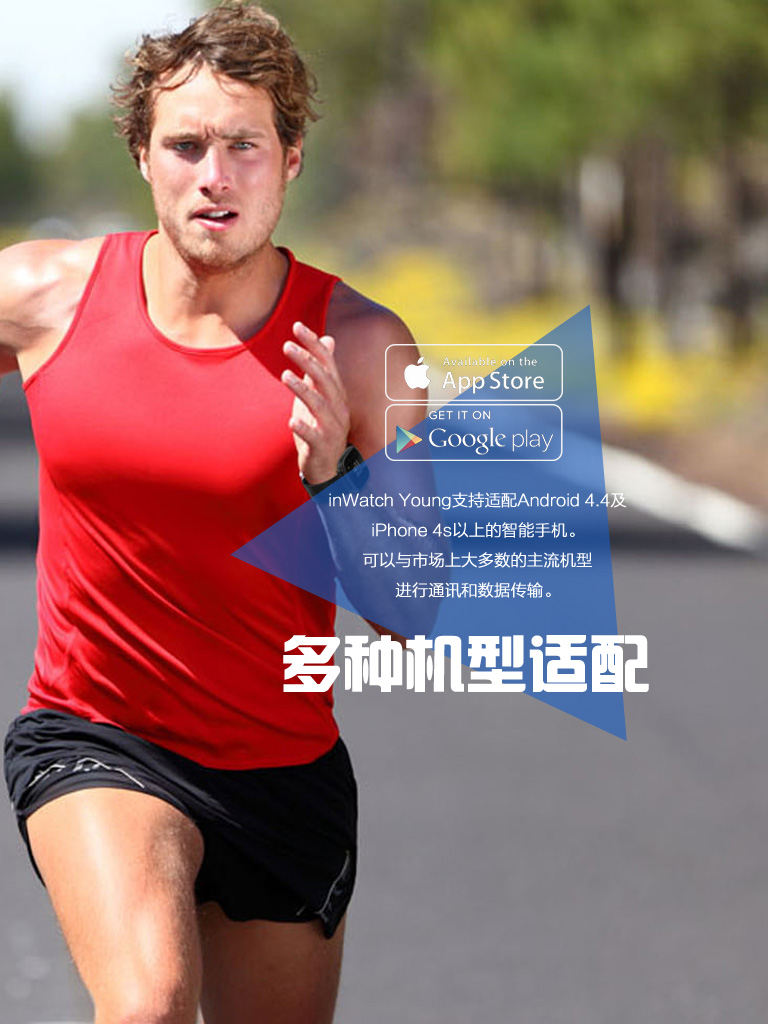 Available on the
App Store
GET IT ON
Google play
inWatch Young支持适配Android 4.4及
iPhone 4s以上的智能手机。
可以与市场上大多数的主流机型
进行通讯和数据传输。
多种机型适配